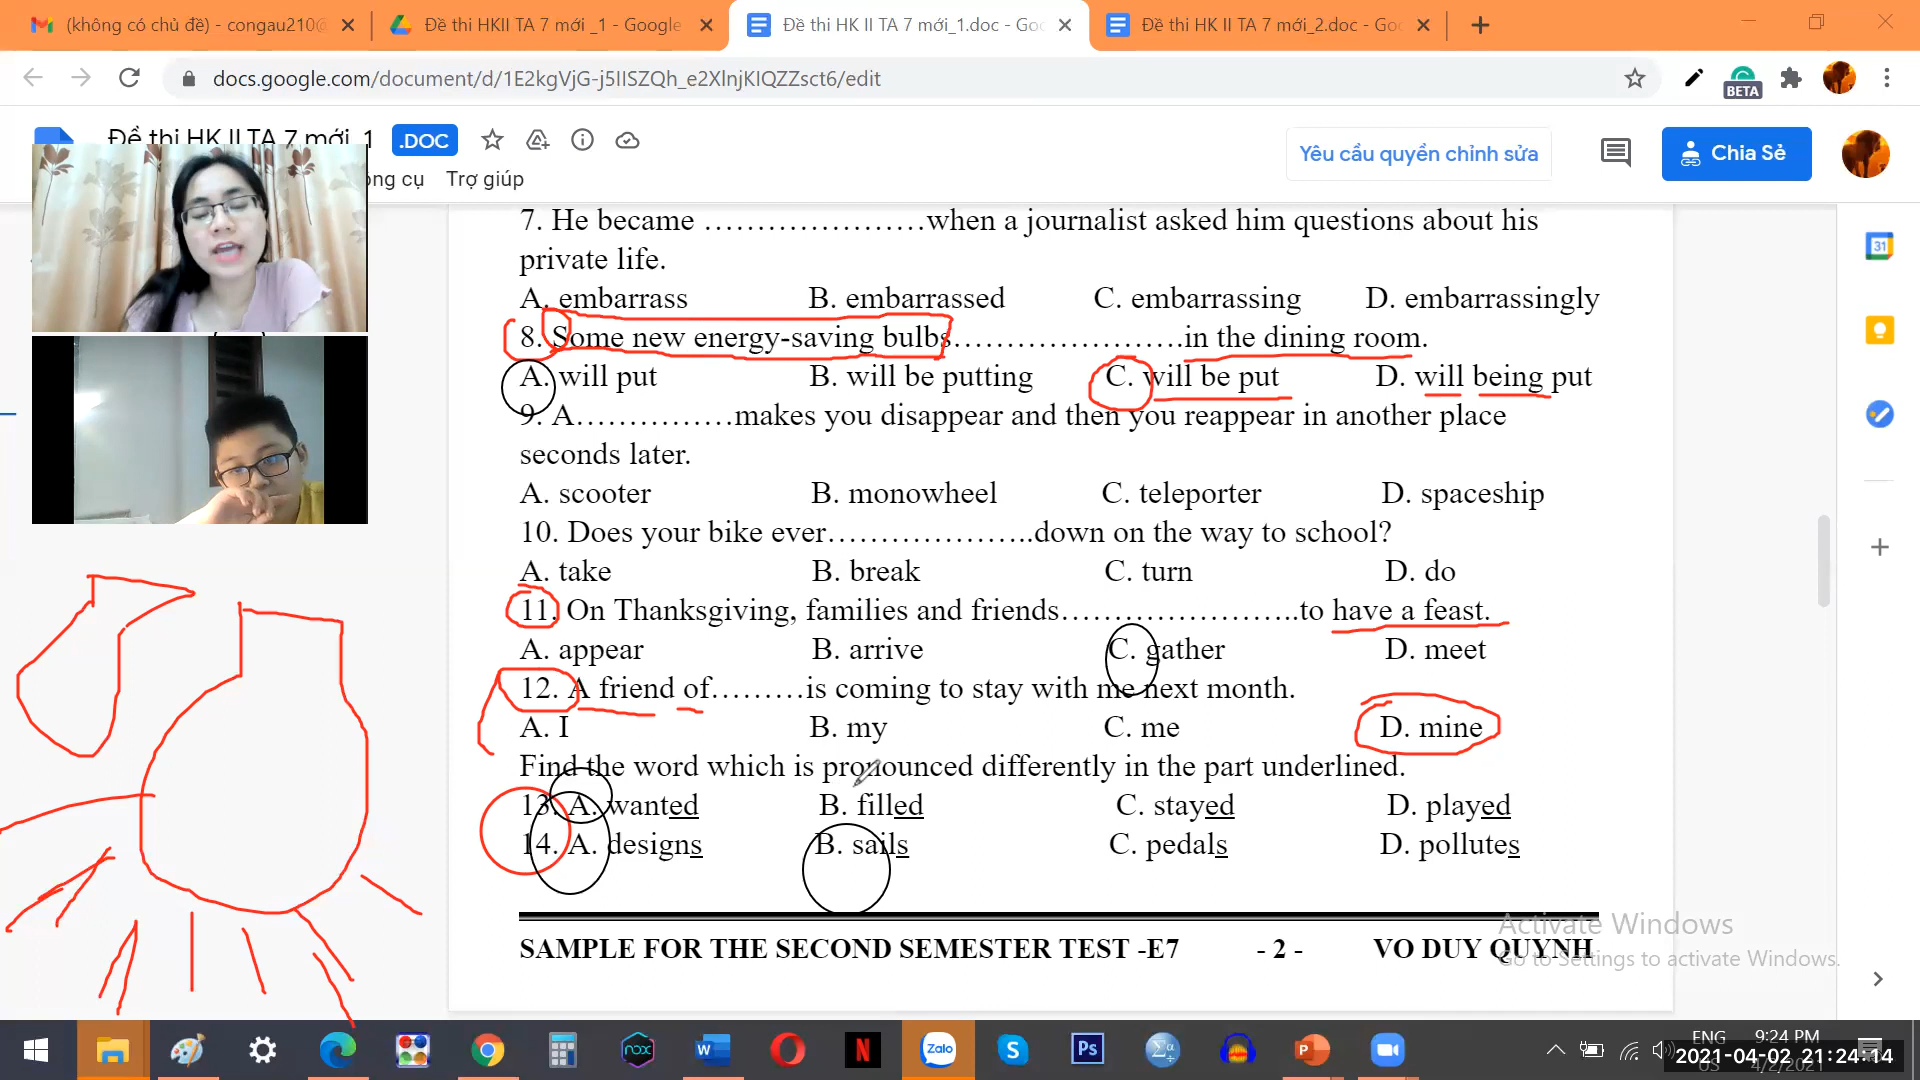 (không có chủ đề) - congau210@
Đề thi HKII TA 7 mới _1 - Google
Đề thi HK II TA 7 mới_1.doc - Goo
Đề thi HK II TA 7 mới_2.doc - Goo
docs.google.com/document/d/1E2kgVjG-j5IISZQh_e2XlnjKIQZZsct6/edit
BETA
Đề thi HK II TA 7 mới_1
.DOC
Yêu cầu quyền chỉnh sửa
Chia Sẻ
ông cụ
Trợ giúp
31
7. He became …………………when a journalist asked him questions about his
private life.
A. embarrass B. embarrassed C. embarrassing D. embarrassingly
8. Some new energy-saving bulbs………………….in the dining room.
A. will put B. will be putting C. will be put D. will being put
9. A……………makes you disappear and then you reappear in another place
seconds later.
A. scooter B. monowheel C. teleporter D. spaceship
10. Does your bike ever………………..down on the way to school?
A. take B. break C. turn D. do
11. On Thanksgiving, families and friends…………………..to have a feast.
A. appear B. arrive C. gather D. meet
12. A friend of………is coming to stay with me next month.
A. I B. my C. me D. mine
Find the word which is pronounced differently in the part underlined.
13. A. wanted B. filled C. stayed D. played
14. A. designs B. sails C. pedals D. pollutes
SAMPLE FOR THE SECOND SEMESTER TEST -E7 - 2 - VO DUY QUYNH
Activate Windows
Go to Settings to activate Windows.
nox
Zalo
Ps
ENG
US
9:24 PM
4/2/2021
2021-04-02 21:24:14